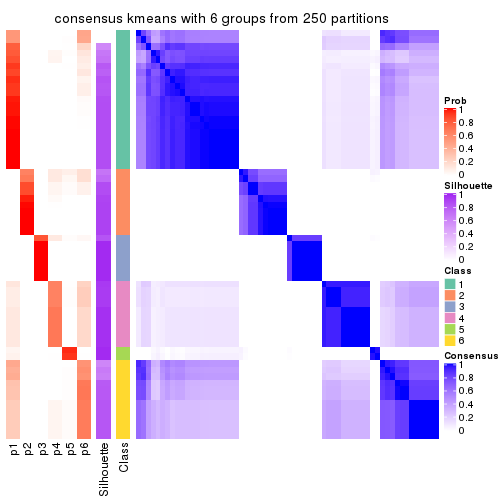 consensus kmeans with 6 groups from 250 partitions
Prob
1
0.8
0.6
0.4
0.2
0
Silhouette
1
0.8
0.6
0.4
0.2
0
Class
1
2
3
4
5
6
Consensus
1
0.8
0.6
0.4
0.2
0
p1
p2
p3
p4
p5
p6
Silhouette
Class